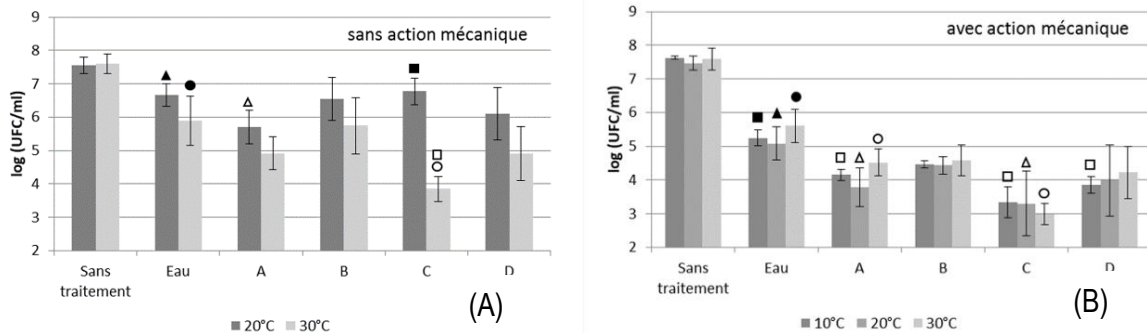 9
8
7
6
5
4
3
2
log (UFC/ml)
sans action mécanique
Sans traitement
Eau
A
B
C
D
20°C
30°C
(A)
9
8
7
6
5
4
3
2
log (UFC/ml)
avec action mécanique
Sans traitement
Eau
A
B
C
D
10°C
20°C
30°C
(B)